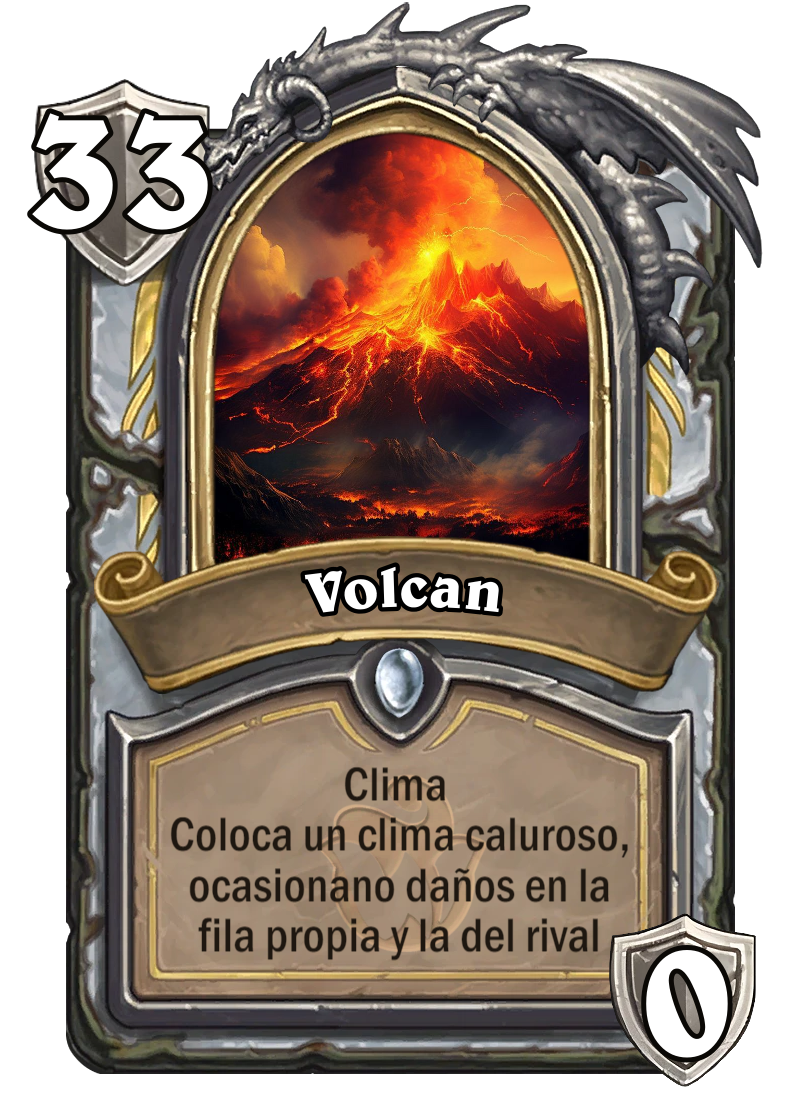 33
Volcan
Clima
Coloca un clima caluroso,
ocasionano daños en la
fila propia y la del rival
0